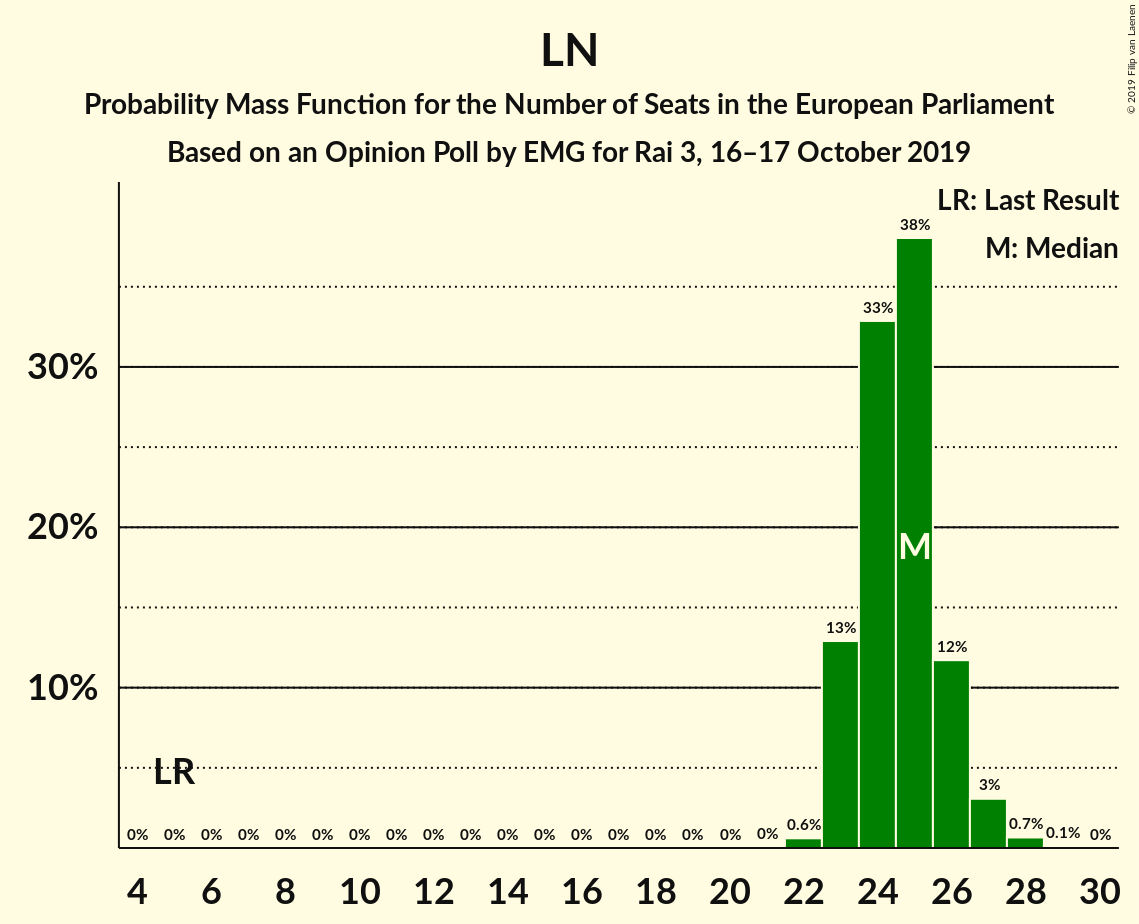 LN
Probability Mass Function for the Number of Seats in the European Parliament
Based on an Opinion Poll by EMG for Rai 3, 16–17 October 2019
© 2019 Filip van Laenen
LR: Last Result
M: Median
38%
33%
30%
20%
M
13%
12%
10%
LR
3%
0% 0% 0% 0% 0% 0% 0% 0% 0% 0% 0% 0% 0% 0% 0% 0% 0% 0% 0.6% 0.7% 0.1% 0%
4 6 8 10 12 14 16 18 20 22 24 26 28 30